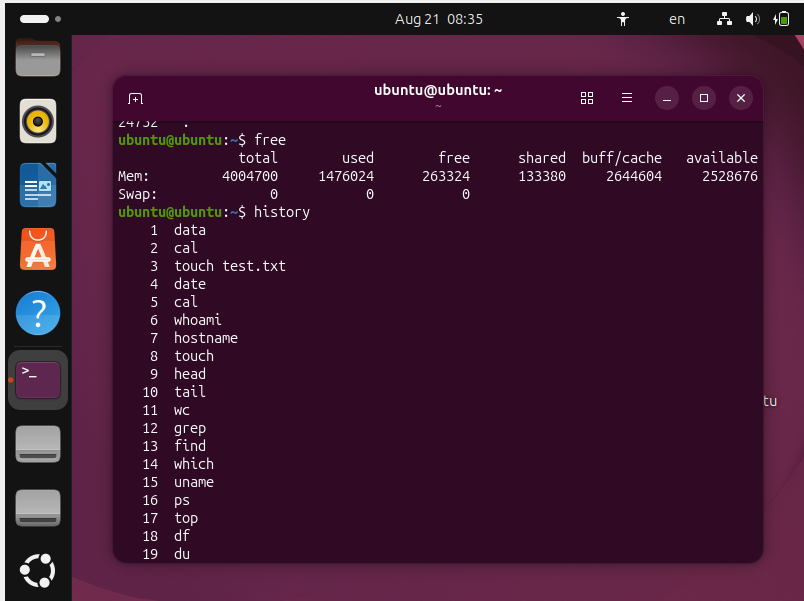 Aug 21 08:35
en
ubuntu@ubuntu: ~
~
24752 .
ubuntu@ubuntu:~$ free
total used free shared buff/cache available
Mem: 4004700 1476024 263324 133380 2644604 2528676
Swap: 0 0 0
ubuntu@ubuntu:~$ history
1 data
2 cal
3 touch test.txt
4 date
5 cal
6 whoami
7 hostname
8 touch
9 head
10 tail
11 wc
12 grep
13 find
14 which
15 uname
16 ps
17 top
18 df
19 du
tu